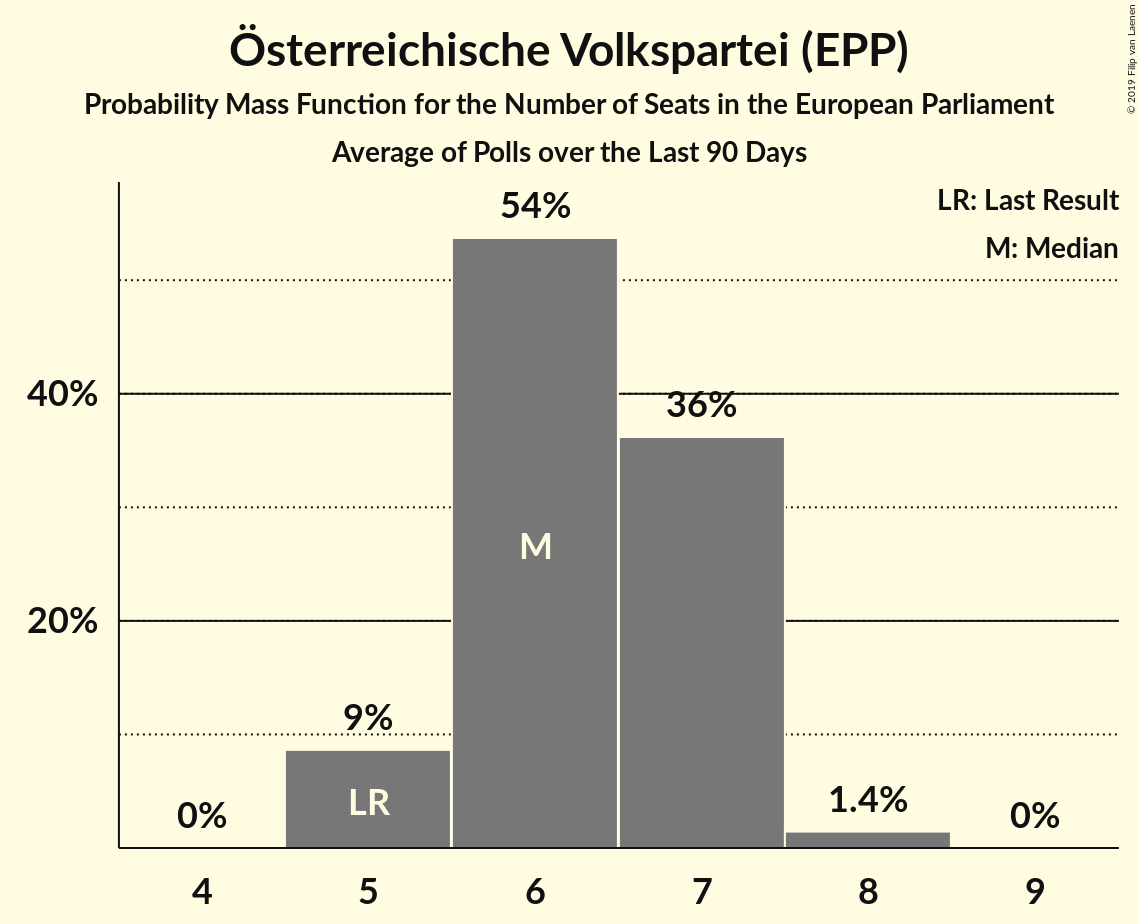 Österreichische Volkspartei (EPP)
Probability Mass Function for the Number of Seats in the European Parliament
Average of Polls over the Last 90 Days
© 2019 Filip van Laenen
LR: Last Result
M: Median
54%
40%
36%
M
20%
9%
LR
0%
1.4%
0%
4 5 6 7 8 9